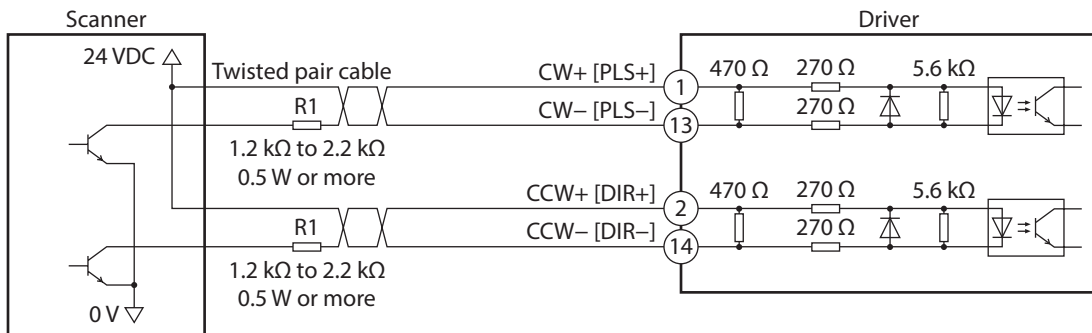 Scanner
Driver
24 VDC
Twisted pair cable
CW+ [PLS+]
1
470 Ω
270 Ω
5.6 kΩ
R1
CW− [PLS−]
13
270 Ω
1.2 kΩ to 2.2 kΩ
0.5 W or more
CCW+ [DIR+]
2
470 Ω
270 Ω
5.6 kΩ
R1
CCW− [DIR−]
14
270 Ω
1.2 kΩ to 2.2 kΩ
0.5 W or more
0 V